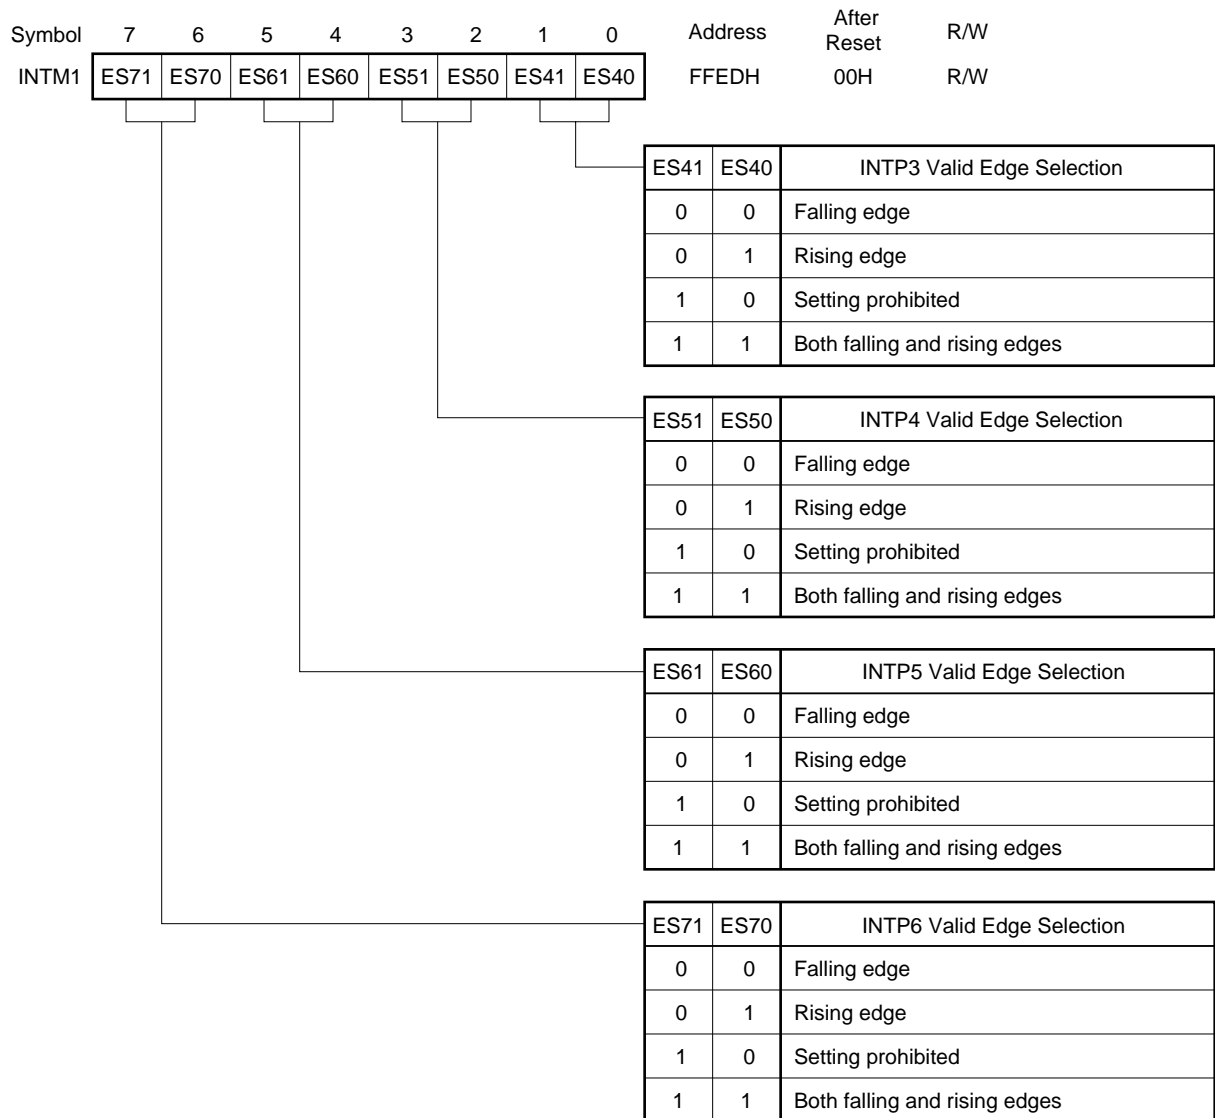 Symbol 7 6 5 4 3 2 1 0 Address After Reset R/W
INTM1 ES71 ES70 ES61 ES60 ES51 ES50 ES41 ES40 FFEDH 00H R/W
ES41 ES40 INTP3 Valid Edge Selection
0 0 Falling edge
0 1 Rising edge
1 0 Setting prohibited
1 1 Both falling and rising edges
ES51 ES50 INTP4 Valid Edge Selection
0 0 Falling edge
0 1 Rising edge
1 0 Setting prohibited
1 1 Both falling and rising edges
ES61 ES60 INTP5 Valid Edge Selection
0 0 Falling edge
0 1 Rising edge
1 0 Setting prohibited
1 1 Both falling and rising edges
ES71 ES70 INTP6 Valid Edge Selection
0 0 Falling edge
0 1 Rising edge
1 0 Setting prohibited
1 1 Both falling and rising edges